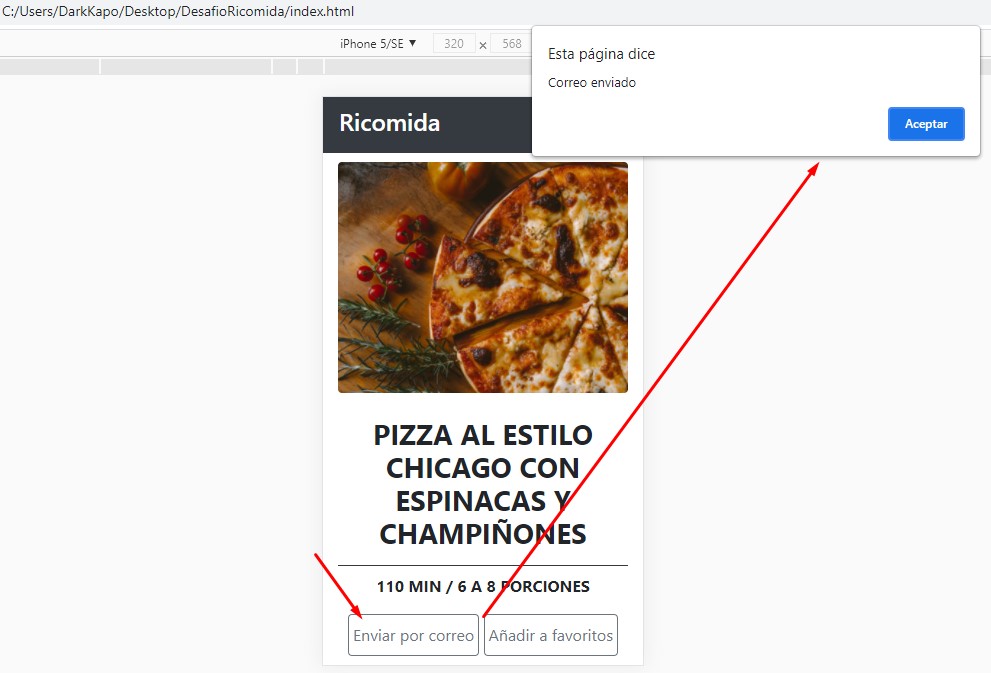 C:/Users/DarkKapo/Desktop/DesafioRicomida/index.html
iPhone 5/SE ▼ 320 × 568
Esta página dice
Correo enviado
Aceptar
Ricomida
PIZZA AL ESTILO
CHICAGO CON
ESPINACAS Y
CHAMPIÑONES
110 MIN / 6 A 8 PORCIONES
Enviar por correo Añadir a favoritos